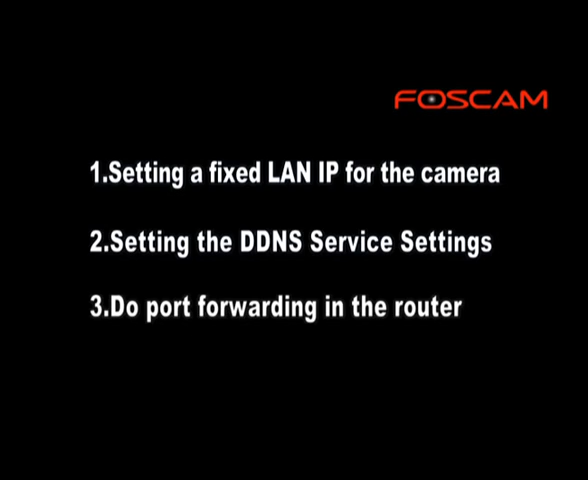 FOSCAM
1.Setting a fixed LAN IP for the camera
2.Setting the DDNS Service Settings
3.Do port forwarding in the router